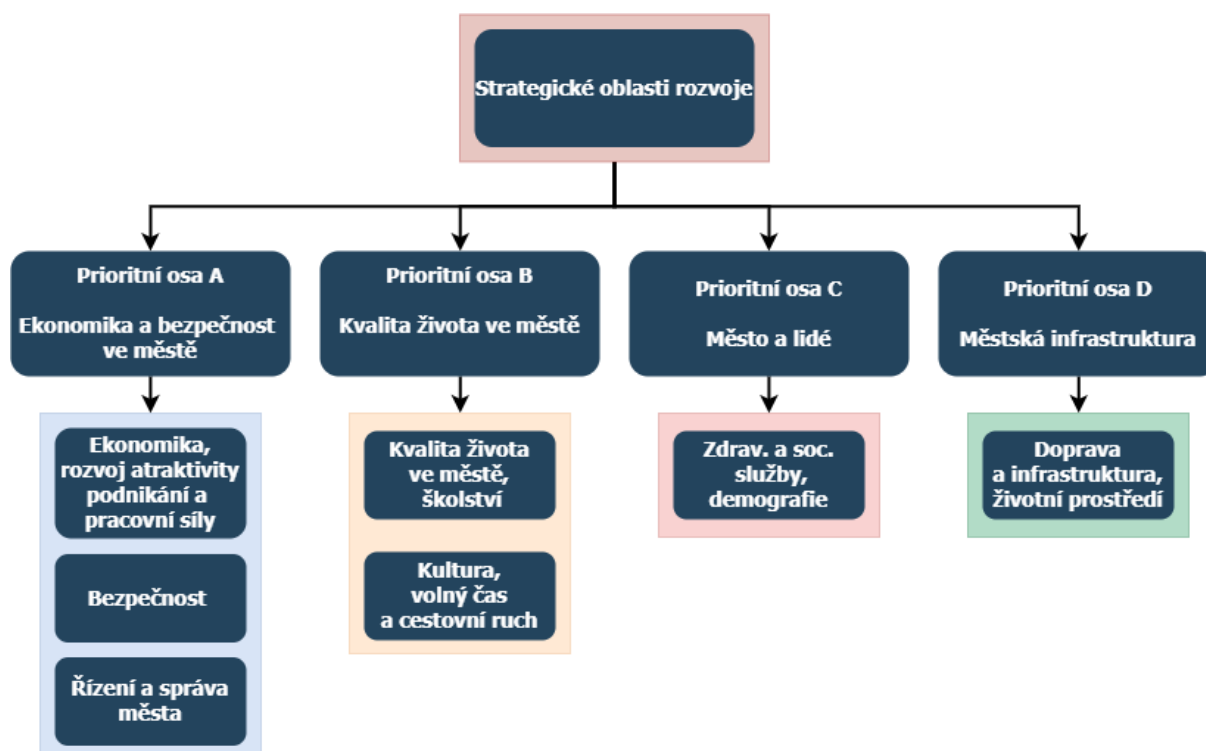 Strategické oblasti rozvoje
Prioritní osa A
Ekonomika a bezpečnost
ve městě
Prioritní osa B
Kvalita života ve městě
Prioritní osa C
Město a lidé
Prioritní osa D
Městská infrastruktura
Ekonomika,
rozvoj atraktivity
podnikání a
pracovní síly
Bezpečnost
Řízení a správa
města
Kvalita života
ve městě,
školství
Kultura,
volný čas
a cestovní ruch
Zdrav. a soc.
služby,
demografie
Doprava
a infrastruktura,
životní prostředí